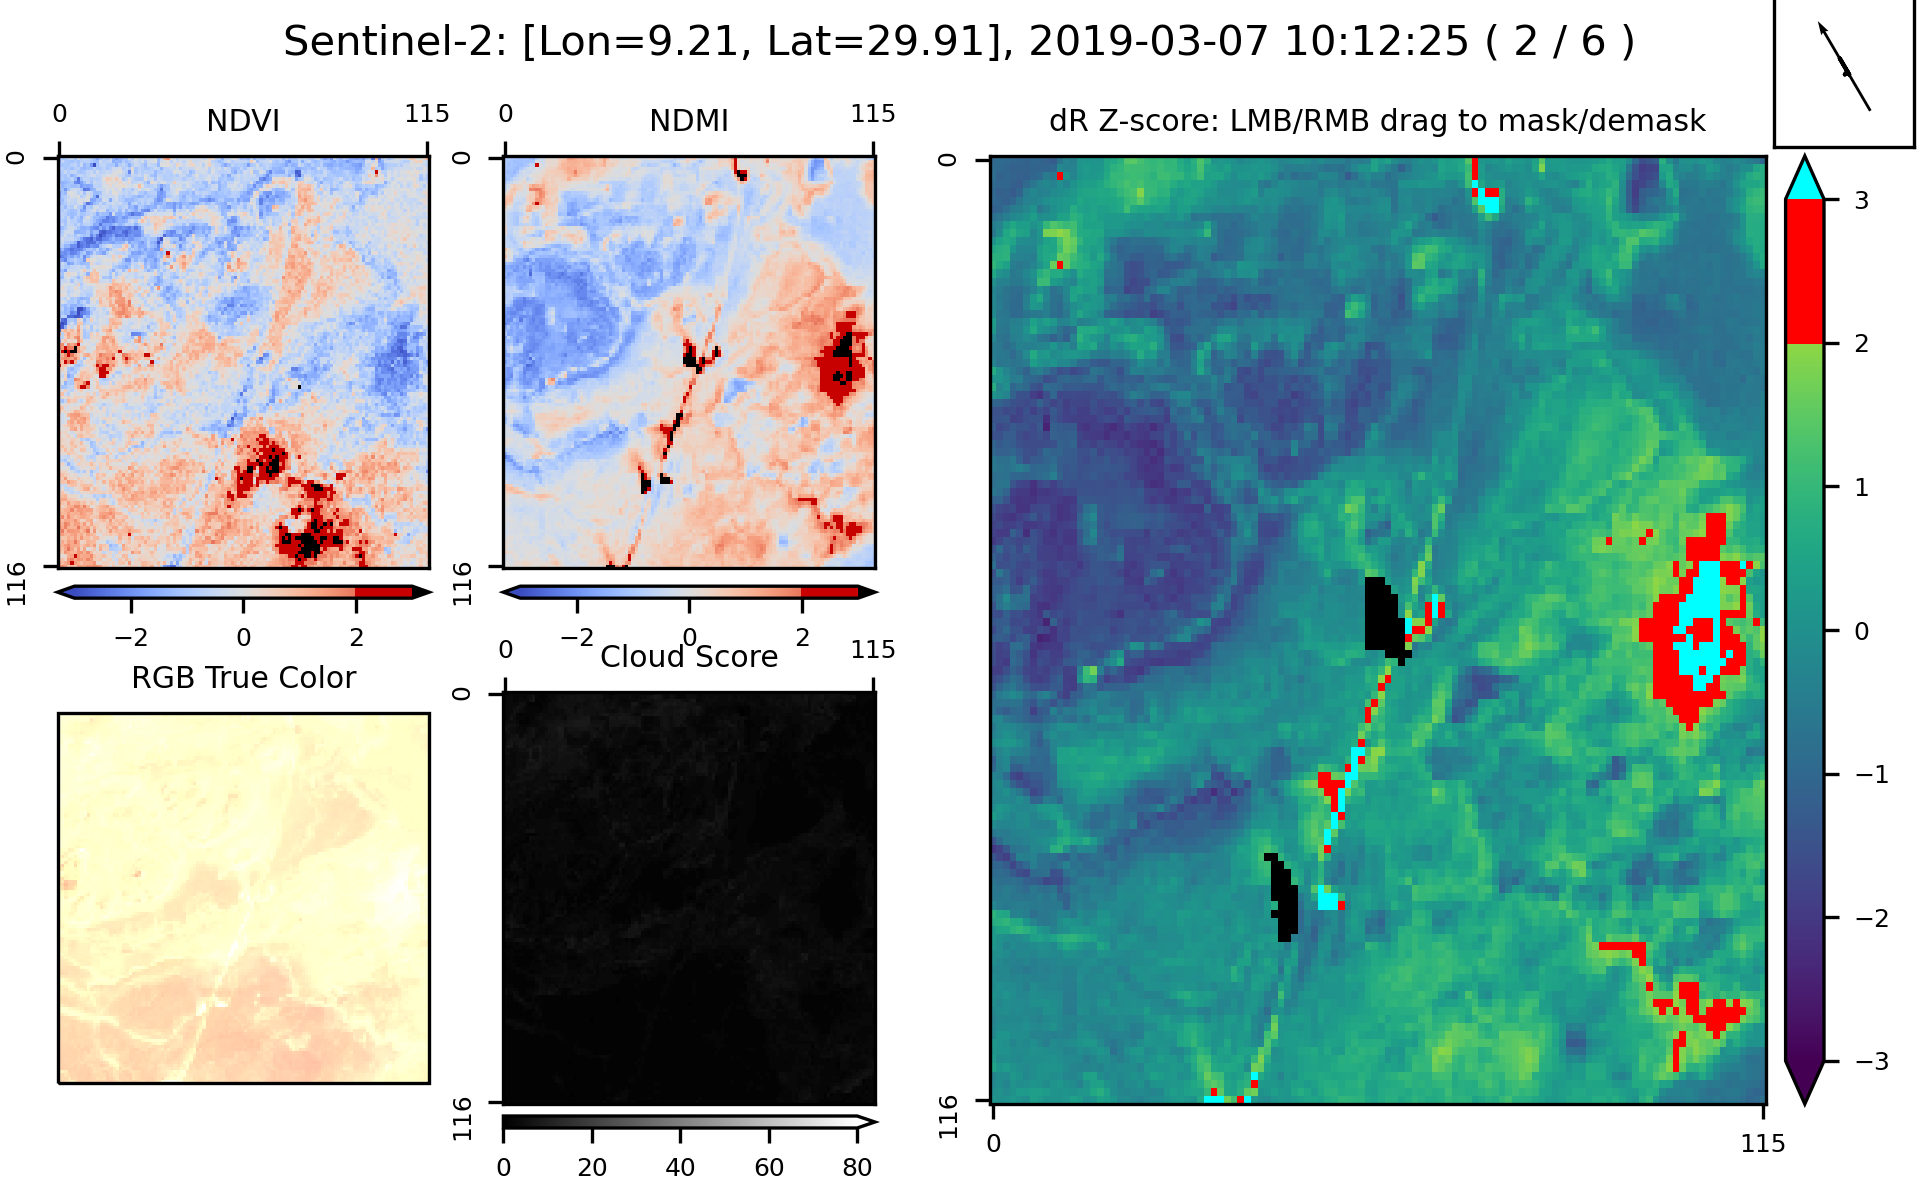 Sentinel-2: [Lon=9.21, Lat=29.91], 2019-03-07 10:12:25 ( 2 / 6 )
0 NDVI 115
0
116
−2 0 2
0 NDMI 115
0
116
−2 0 2
dR Z-score: LMB/RMB drag to mask/demask
0
116
0 115
3
2
1
0
−1
−2
−3
RGB True Color
0 Cloud Score 115
0
116
0 20 40 60 80